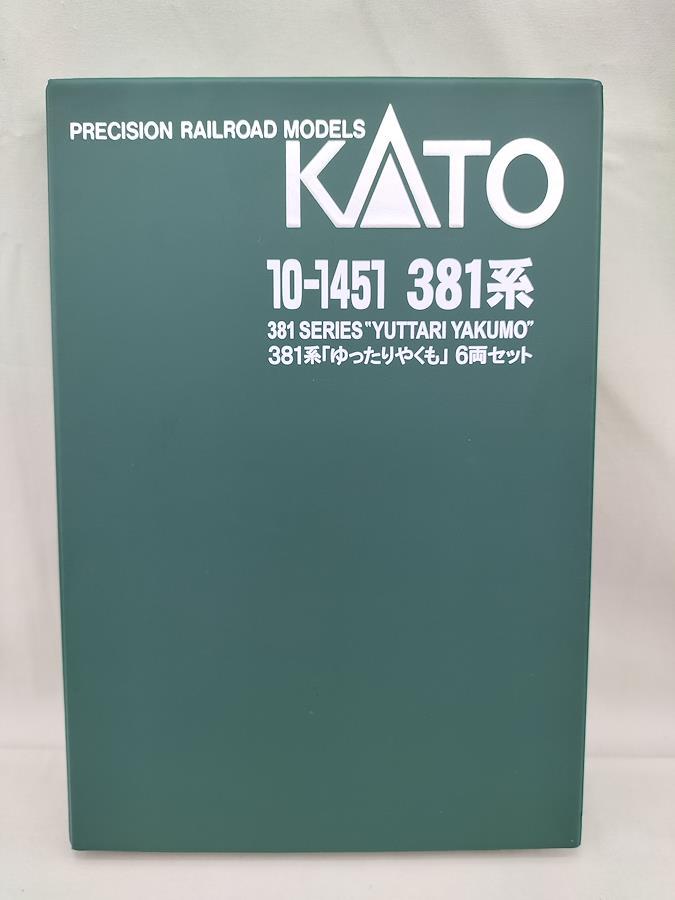 PRECISION RAILROAD MODELS
KATO
10-1451 381系
381 SERIES "YUTTARI YAKUMO"
381系「ゆったりやくも」 6両セット